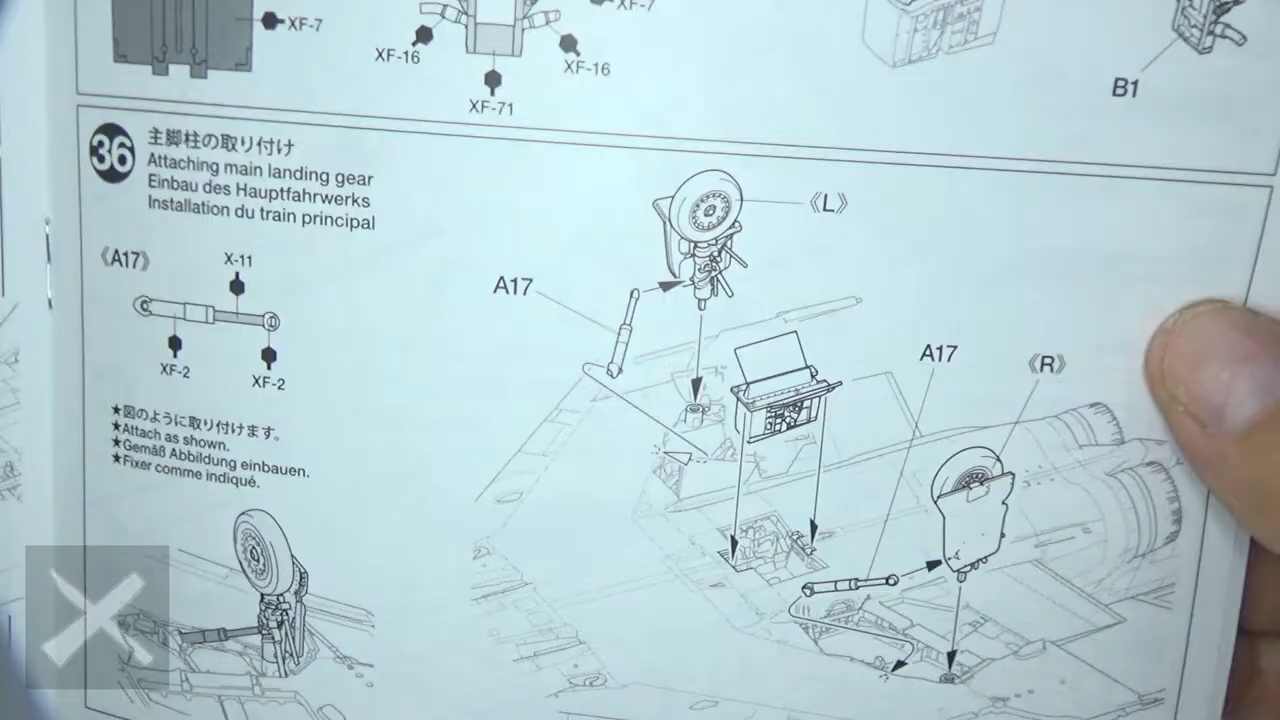 XF-7
XF-7
XF-16
XF-16
XF-71
B1
36
主脚柱の取り付け
Attaching main landing gear
Einbau des Hauptfahrwerks
Installation du train principal
《A17》
X-11
XF-2
XF-2
★図のように取り付けます。
★Attach as shown.
★Gemäß Abbildung einbauen.
★Fixer comme indiqué.
《L》
A17
A17
《R》